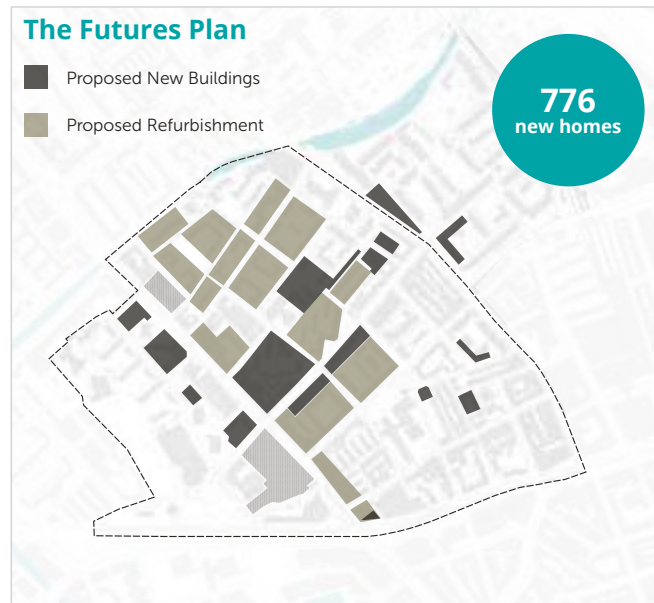 The Futures Plan
Proposed New Buildings
Proposed Refurbishment
776
new homes